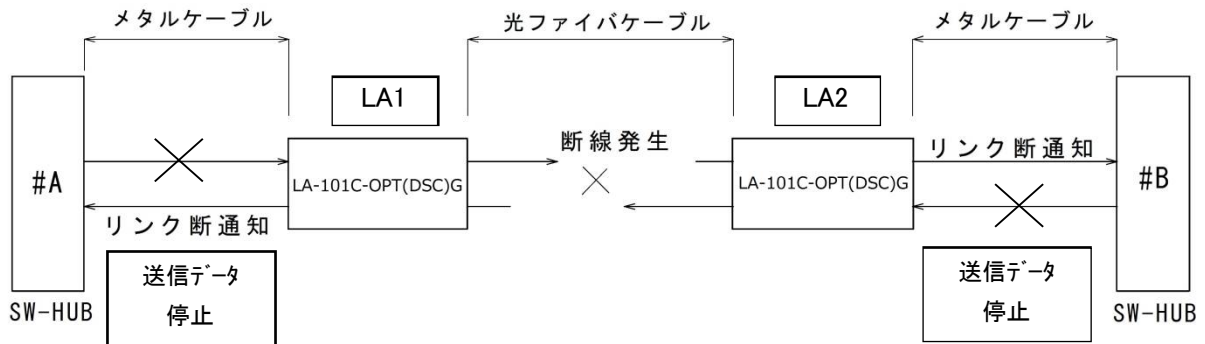 メタルケーブル
光ファイバケーブル
メタルケーブル
LA1
LA2
断線発生
リンク断通知
#A
LA-101C-OPT(DSC)G
LA-101C-OPT(DSC)G
#B
リンク断通知
送信ﾃﾞｰﾀ
停止
送信ﾃﾞｰﾀ
停止
SW-HUB
SW-HUB